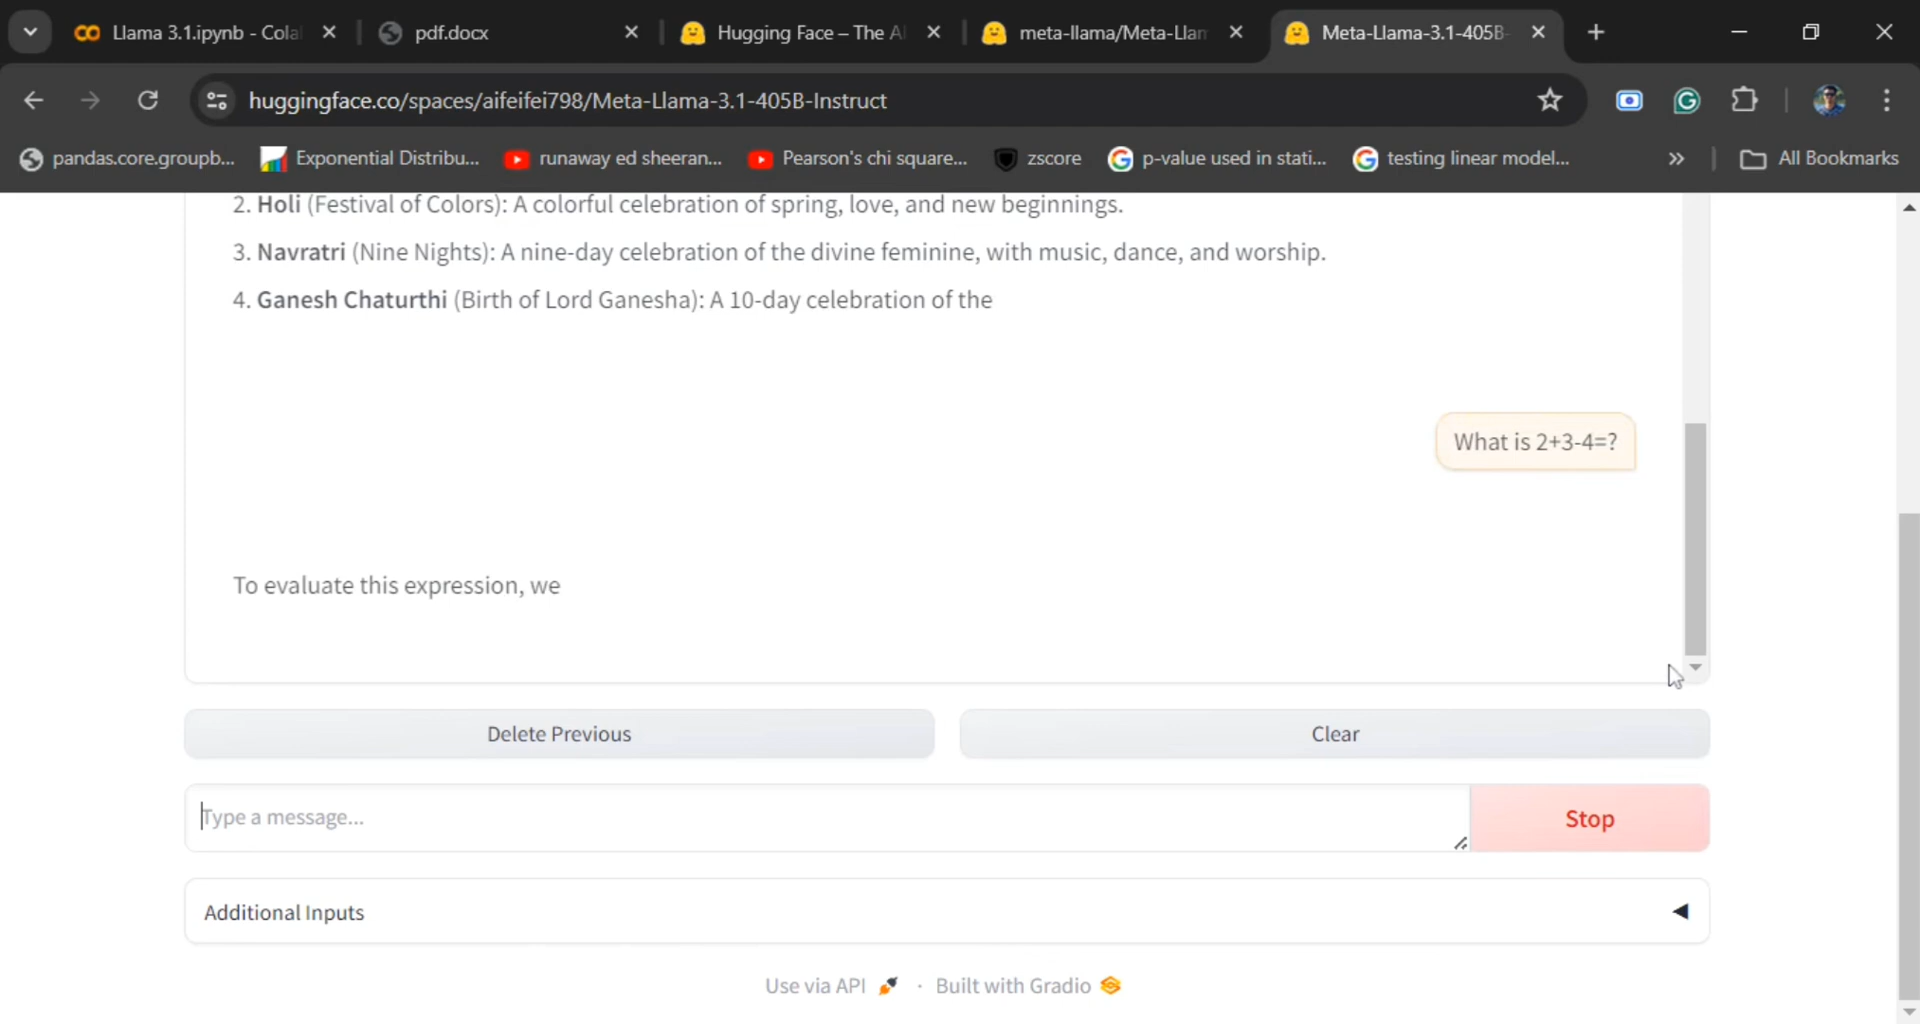 Llama 3.1.ipynb - Cola
pdf.docx
Hugging Face – The AI
meta-llama/Meta-Llam
Meta-Llama-3.1-405B-
huggingface.co/spaces/aifeifei798/Meta-Llama-3.1-405B-Instruct
pandas.core.groupb...
Exponential Distribu...
runaway ed sheeran...
Pearson's chi square...
zscore
p-value used in stati...
testing linear model...
All Bookmarks
2. Holi (Festival of Colors): A colorful celebration of spring, love, and new beginnings.
3. Navratri (Nine Nights): A nine-day celebration of the divine feminine, with music, dance, and worship.
4. Ganesh Chaturthi (Birth of Lord Ganesha): A 10-day celebration of the
What is 2+3-4=?
To evaluate this expression, we
Delete Previous
Clear
Type a message...
Stop
Additional Inputs
Use via API · Built with Gradio